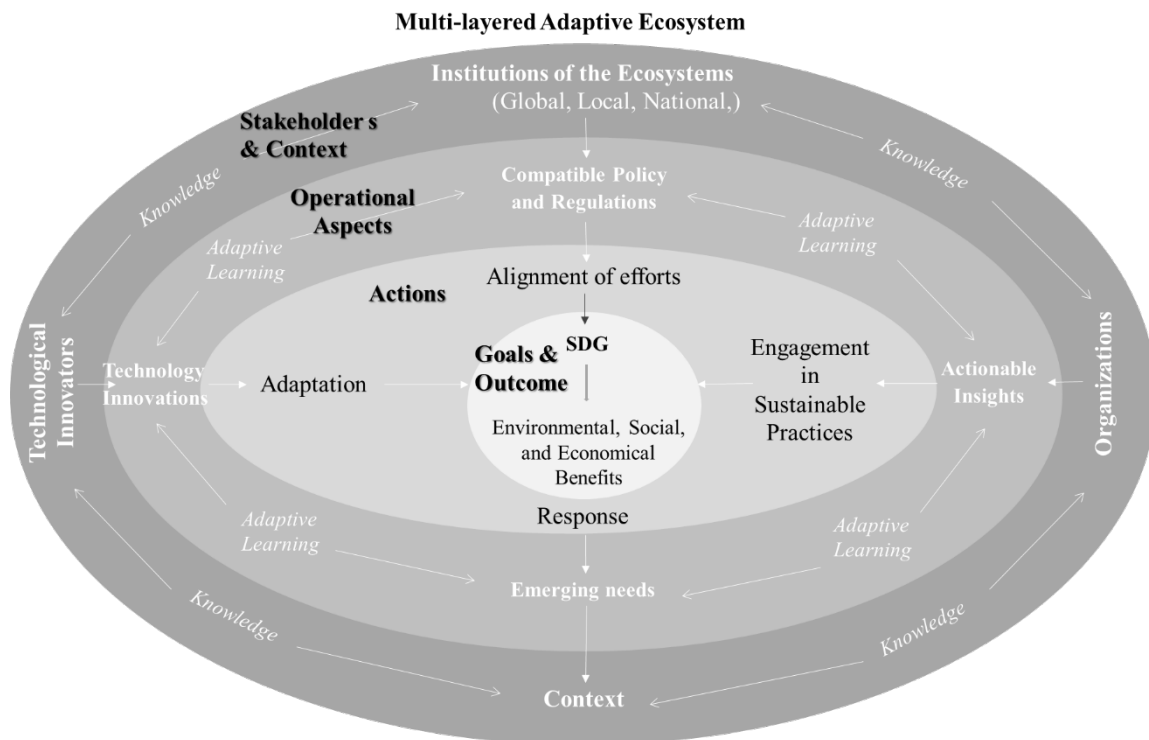 Multi-layered Adaptive Ecosystem
Institutions of the Ecosystems
(Global, Local, National,)
Stakeholder s
& Context
Knowledge
Knowledge
Compatible Policy
and Regulations
Operational
Aspects
Adaptive
Learning
Adaptive
Learning
Alignment of efforts
Actions
Technological
Innovators
Technology
Innovations
Adaptation
Goals &
Outcome
SDG
Engagement
in
Sustainable
Practices
Actionable
Insights
Organizations
Environmental, Social,
and Economical
Benefits
Response
Adaptive
Learning
Adaptive
Learning
Emerging needs
Knowledge
Knowledge
Context